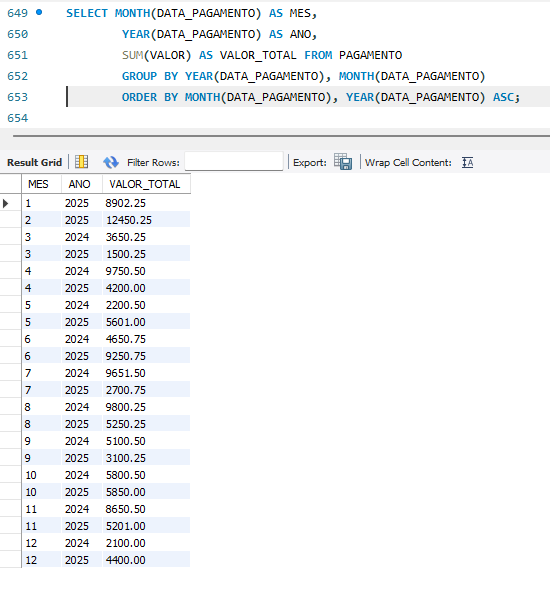 649 SELECT MONTH(DATA_PAGAMENTO) AS MES,
650 YEAR(DATA_PAGAMENTO) AS ANO,
651 SUM(VALOR) AS VALOR_TOTAL FROM PAGAMENTO
652 GROUP BY YEAR(DATA_PAGAMENTO), MONTH(DATA_PAGAMENTO)
653 ORDER BY MONTH(DATA_PAGAMENTO), YEAR(DATA_PAGAMENTO) ASC;
654
Result Grid Filter Rows: Export: Wrap Cell Content:
MES ANO VALOR_TOTAL
1 2025 8902.25
2 2025 12450.25
3 2024 3650.25
3 2025 1500.25
4 2024 9750.50
4 2025 4200.00
5 2024 2200.50
5 2025 5601.00
6 2024 4650.75
6 2025 9250.75
7 2024 9651.50
7 2025 2700.75
8 2024 9800.25
8 2025 5250.25
9 2024 5100.50
9 2025 3100.25
10 2024 5800.50
10 2025 5850.00
11 2024 8650.50
11 2025 5201.00
12 2024 2100.00
12 2025 4400.00